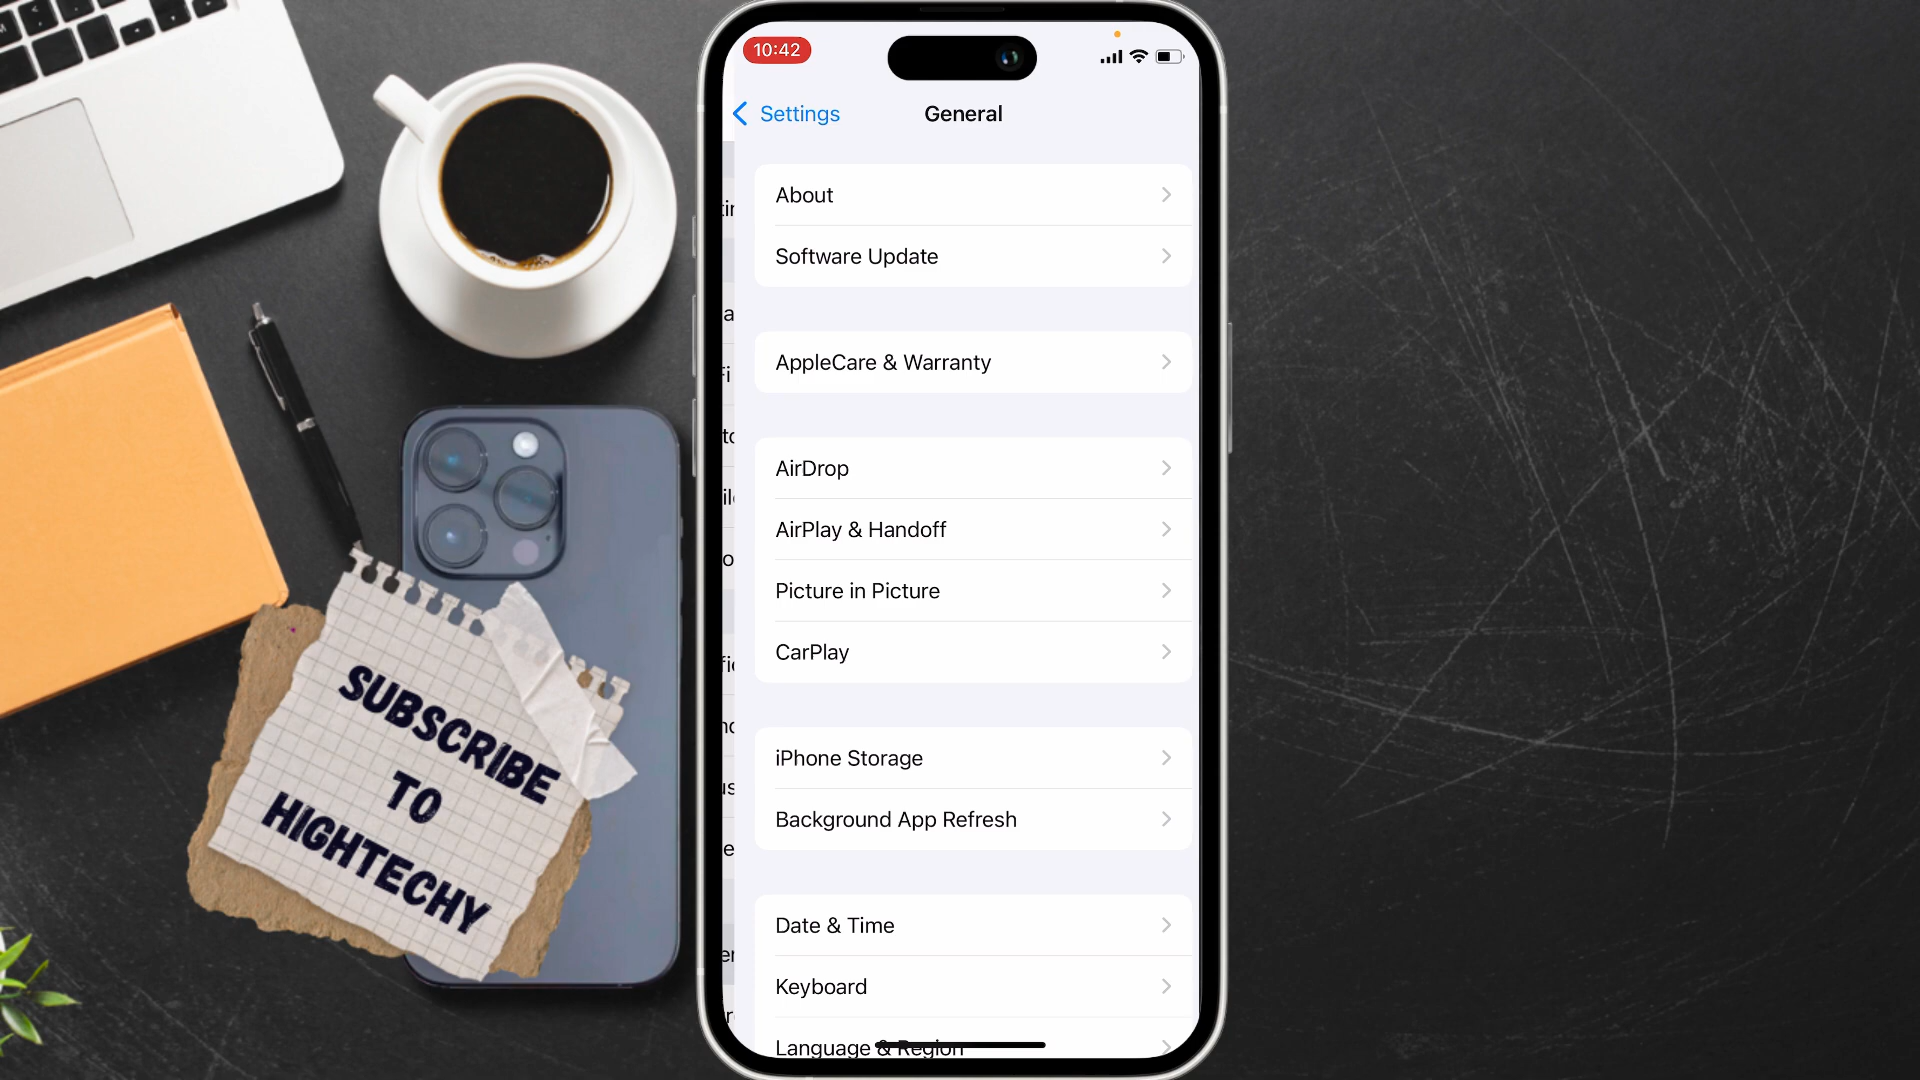 10:42
Settings
General
About
Software Update
AppleCare & Warranty
AirDrop
AirPlay & Handoff
Picture in Picture
CarPlay
iPhone Storage
Background App Refresh
Date & Time
Keyboard
Language & Region
SUBSCRIBE
TO
HIGHTECHY